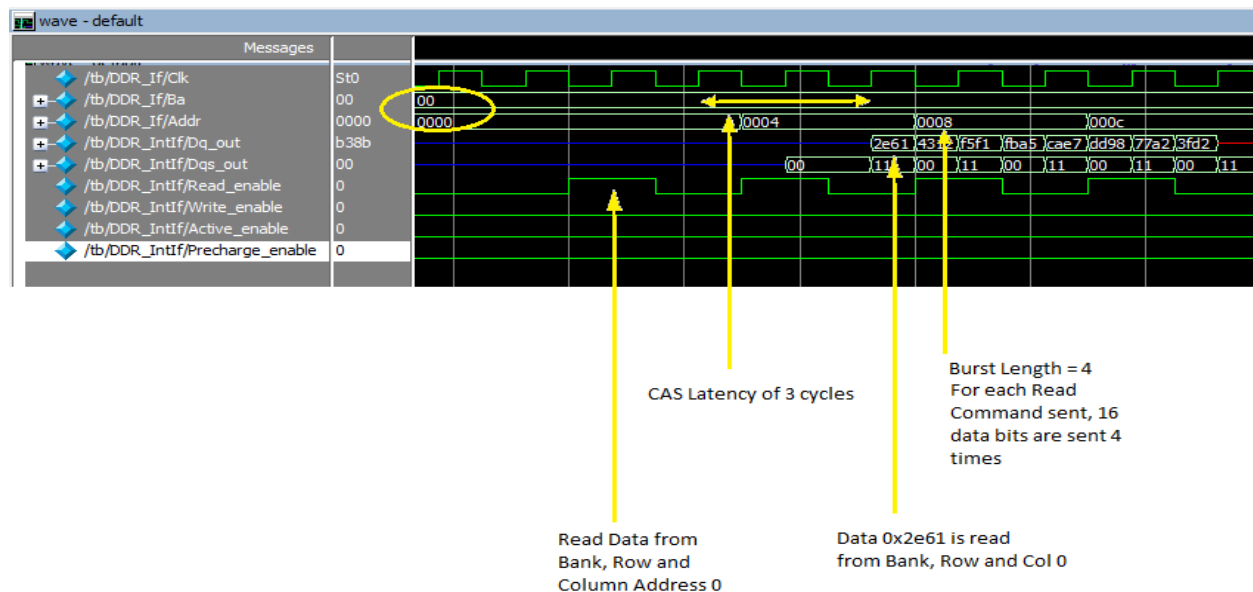 wave - default
Messages
/tb/DDR_If/Clk St0
/tb/DDR_If/Ba 00 00
/tb/DDR_If/Addr 0000 0000 0004 0008 000c
/tb/DDR_IntIf/Dq_out b38b 2e61 4312 f5f1 fba5 cae7 dd98 77a2 3fd2
/tb/DDR_IntIf/Dqs_out 00 00 11 00 11 00 11 00 11 00 11
/tb/DDR_IntIf/Read_enable 0
/tb/DDR_IntIf/Write_enable 0
/tb/DDR_IntIf/Active_enable 0
/tb/DDR_IntIf/Precharge_enable 0
CAS Latency of 3 cycles
Burst Length = 4
For each Read
Command sent, 16
data bits are sent 4
times
Read Data from
Bank, Row and
Column Address 0
Data 0x2e61 is read
from Bank, Row and Col 0